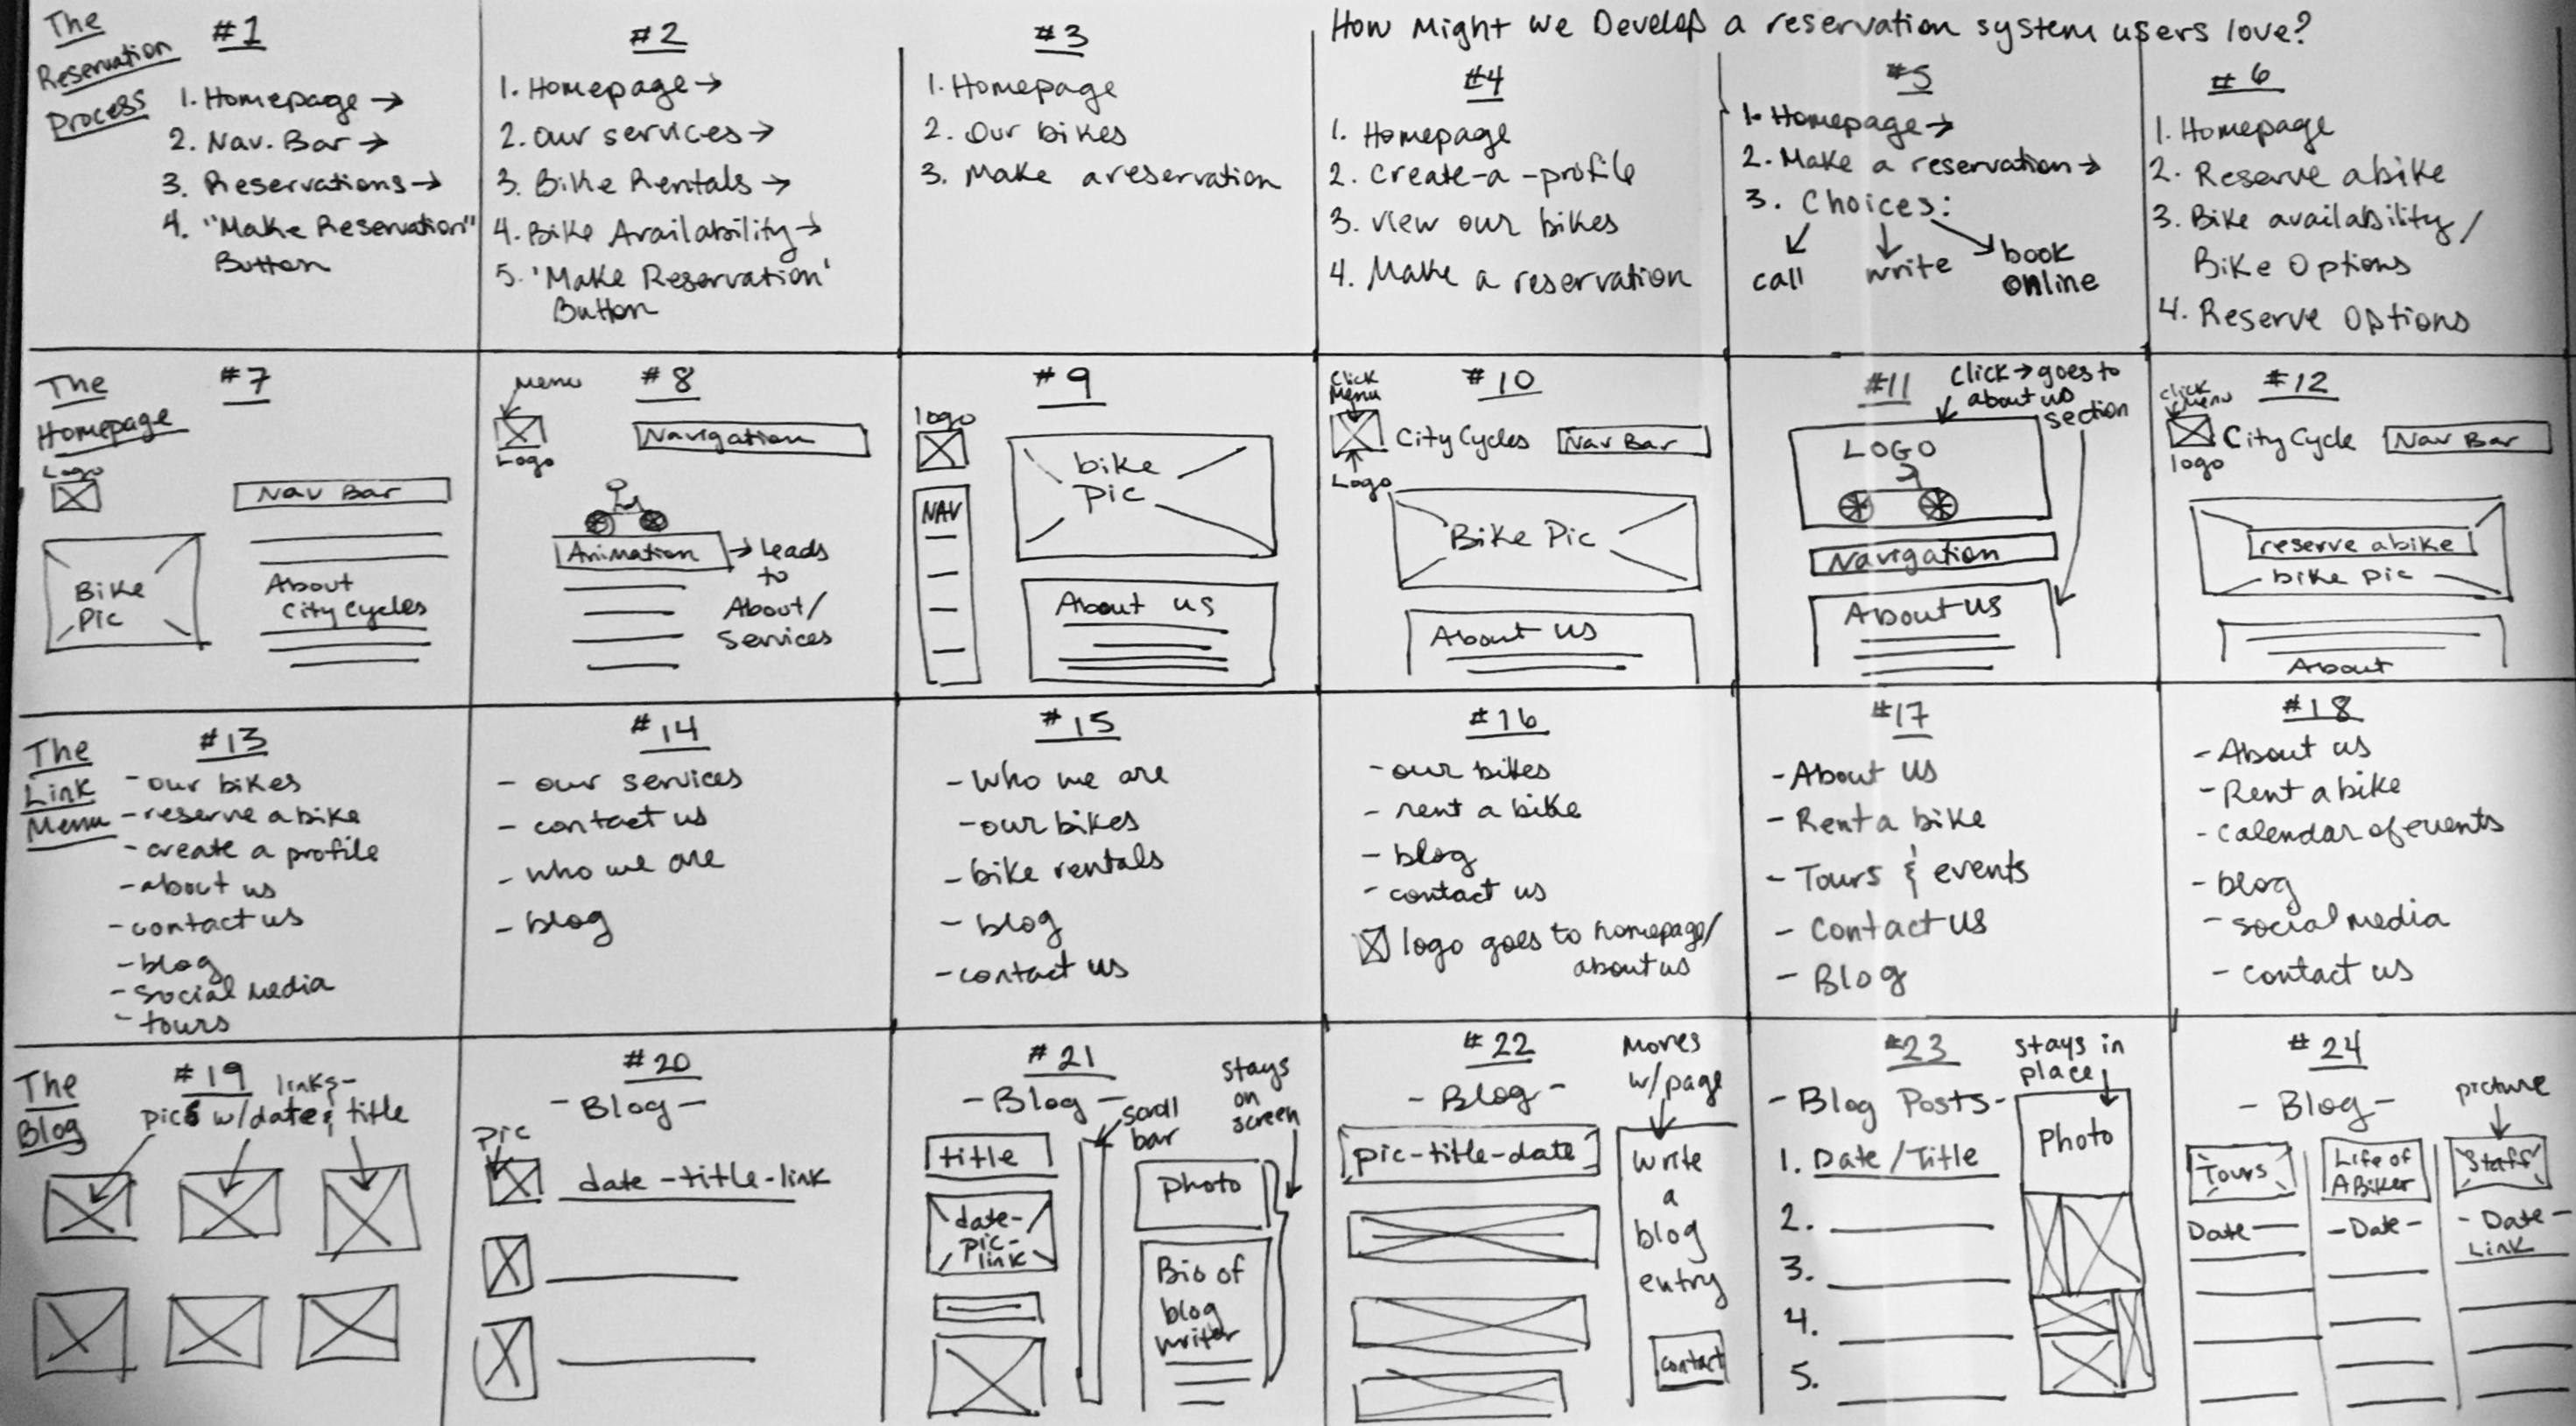 How Might We Develop a reservation system users love?
The
Reservation
Process
#1
1. Homepage →
2. Nav. Bar →
3. Reservations →
4. "Make Reservation"
Button
#2
1. Homepage →
2. Our services →
3. Bike Rentals →
4. Bike Availability →
5. 'Make Reservation'
Button
#3
1. Homepage
2. Our bikes
3. Make a reservation
#4
1. Homepage
2. Create-a-profile
3. View our bikes
4. Make a reservation
#5
1. Homepage →
2. Make a reservation →
3. Choices:
call
write
book
online
#6
1. Homepage
2. Reserve a bike
3. Bike availability/
Bike Options
4. Reserve Options
The
Homepage
#7
Logo
Nav Bar
Bike
Pic
About
City Cycles
#8
Menu
Logo
Navigation
Animation
→ Leads
to
About/
Services
#9
logo
NAV
bike
pic
About us
#10
Click
Menu
Logo
City Cycles
Nav Bar
Bike Pic
About us
#11
Click → goes to
about us
section
LOGO
Navigation
About us
#12
click
menu
logo
City Cycle
Nav Bar
reserve a bike
bike pic
About
The
Link
Menu
#13
- our bikes
- reserve a bike
- create a profile
- about us
- contact us
- blog
- social media
- tours
#14
- our services
- contact us
- who we are
- blog
#15
- Who we are
- our bikes
- bike rentals
- blog
- contact us
#16
- our bikes
- rent a bike
- blog
- contact us
logo goes to homepage/
about us
#17
- About us
- Rent a bike
- Tours & events
- Contact us
- Blog
#18
- About us
- Rent a bike
- Calendar of events
- blog
- Social media
- contact us
The
Blog
#19
links-
pics w/date & title
#20
- Blog -
pic
date-title-link
#21
- Blog -
scroll
bar
stays
on
screen
title
date-
pic-
link
photo
Bio of
blog
writer
#22
- Blog -
moves
w/page
pic-title-date
Write
a
blog
entry
contact
#23
- Blog Posts -
stays in
place
1. Date/Title
2.
3.
4.
5.
Photo
#24
- Blog -
picture
Tours
Life of
A Biker
Staff
Date
- Date -
- Date -
Link